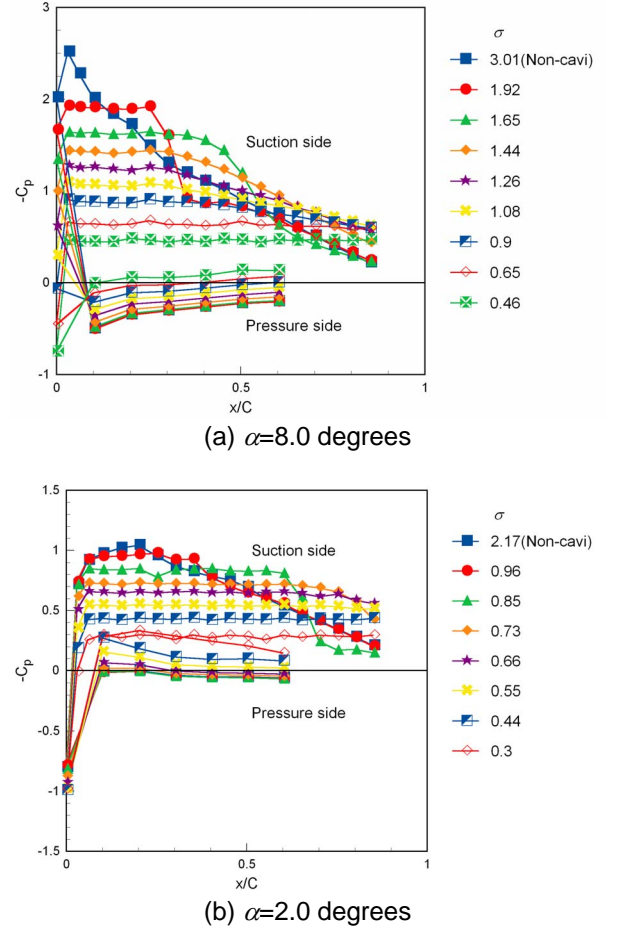 3
2
1
0
-1
-Cp
0
0.5
1
x/C
Suction side
Pressure side
σ
3.01(Non-cavi)
1.92
1.65
1.44
1.26
1.08
0.9
0.65
0.46
(a) α=8.0 degrees
1.5
1
0.5
0
-0.5
-1
-1.5
-Cp
0
0.5
1
x/C
Suction side
Pressure side
σ
2.17(Non-cavi)
0.96
0.85
0.73
0.66
0.55
0.44
0.3
(b) α=2.0 degrees